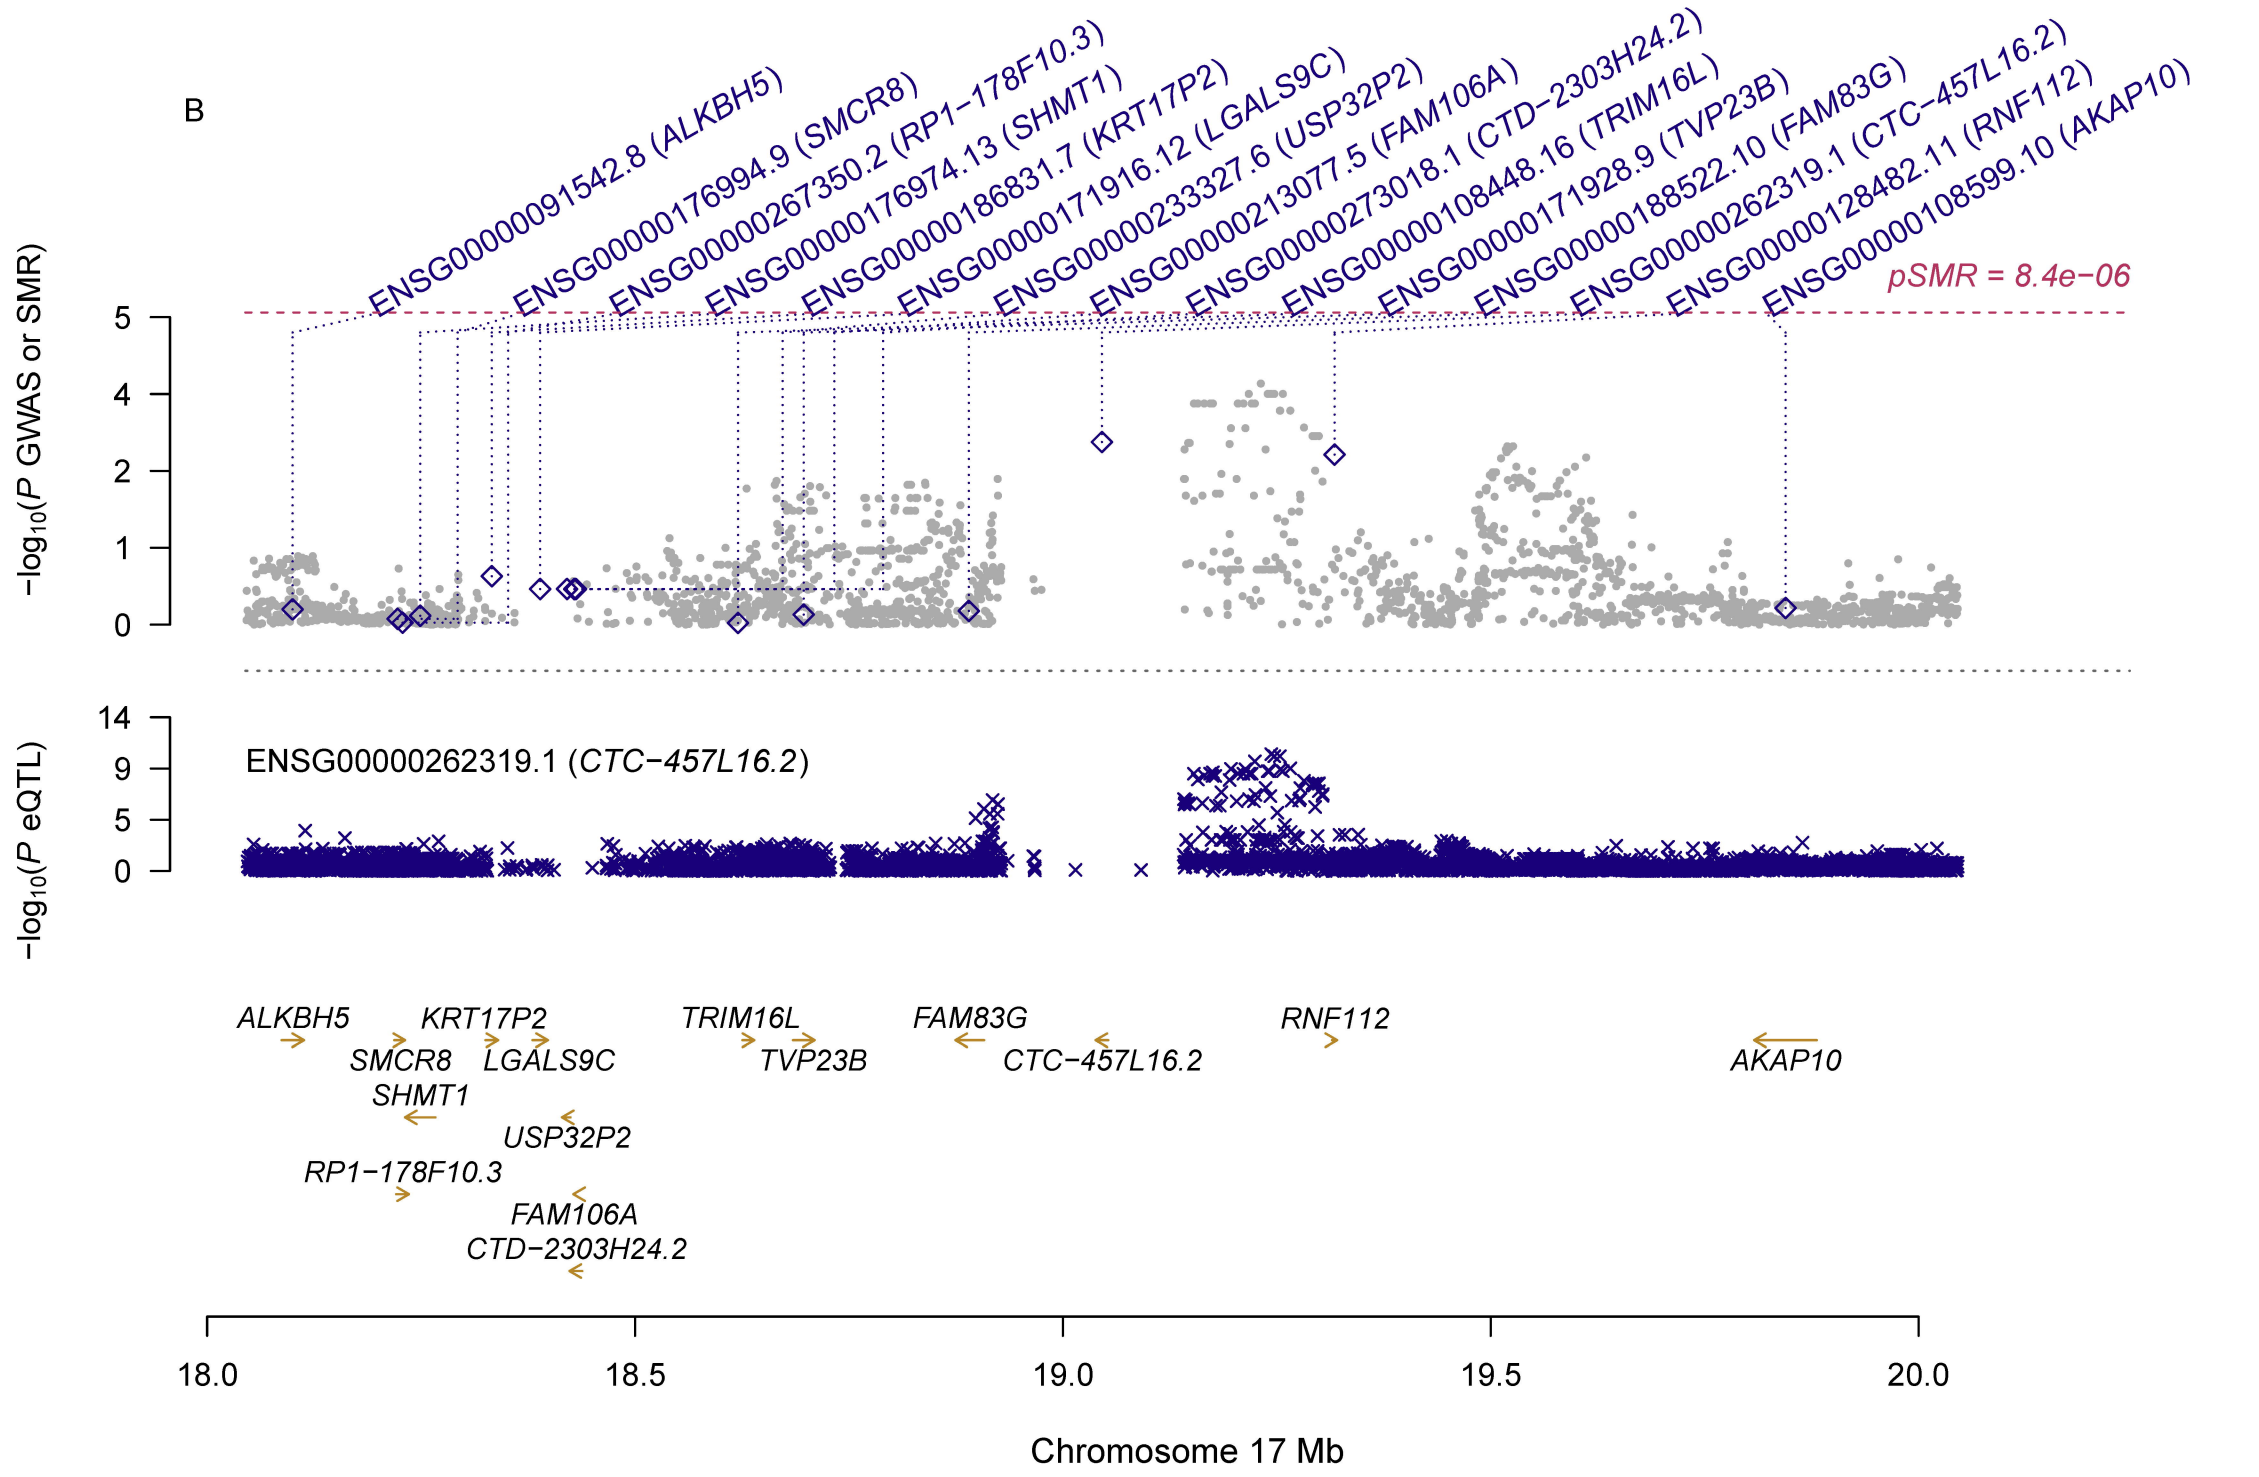 B
ENSG00000091542.8 (ALKBH5)
ENSG00000176994.9 (SMCR8)
ENSG00000267350.2 (RP1−178F10.3)
ENSG00000176974.13 (SHMT1)
ENSG00000186831.7 (KRT17P2)
ENSG00000171916.12 (LGALS9C)
ENSG00000233327.6 (USP32P2)
ENSG00000213077.5 (FAM106A)
ENSG00000273018.1 (CTD−2303H24.2)
ENSG00000108448.16 (TRIM16L)
ENSG00000171928.9 (TVP23B)
ENSG00000188522.10 (FAM83G)
ENSG00000262319.1 (CTC−457L16.2)
ENSG00000128482.11 (RNF112)
ENSG00000108599.10 (AKAP10)
pSMR = 8.4e−06
−log10(P GWAS or SMR)
5
4
2
1
0
−log10(P eQTL)
14
9
5
0
ENSG00000262319.1 (CTC−457L16.2)
ALKBH5
KRT17P2
TRIM16L
FAM83G
RNF112
SMCR8
LGALS9C
TVP23B
CTC−457L16.2
AKAP10
SHMT1
USP32P2
RP1−178F10.3
FAM106A
CTD−2303H24.2
18.0
18.5
19.0
19.5
20.0
Chromosome 17 Mb